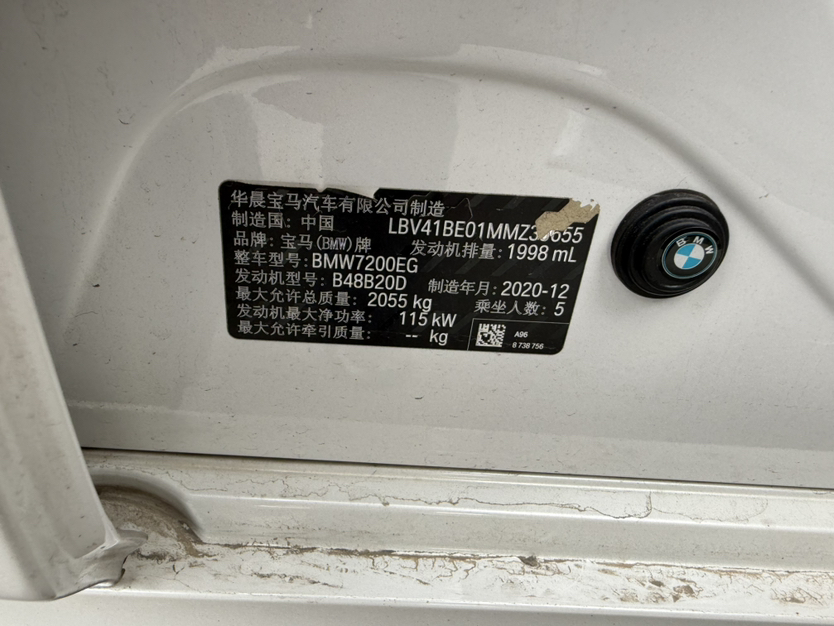 华晨宝马汽车有限公司制造
制造国: 中国
品牌: 宝马(BMW)牌 发动机排量: 1998 mL
整车型号: BMW7200EG
发动机型号: B48B20D 制造年月: 2020-12
最大允许总质量: 2055 kg 乘坐人数: 5
发动机最大净功率: 115 kW
最大允许牵引质量: -- kg
A96
8 738 756
BMW